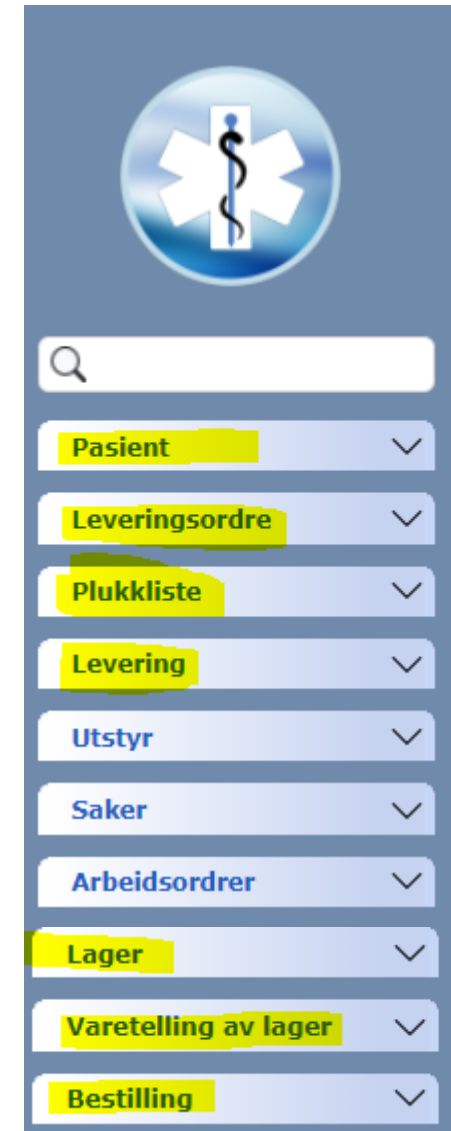 Pasient
Leveringsordre
Plukkliste
Levering
Utstyr
Saker
Arbeidsordrer
Lager
Varetelling av lager
Bestilling